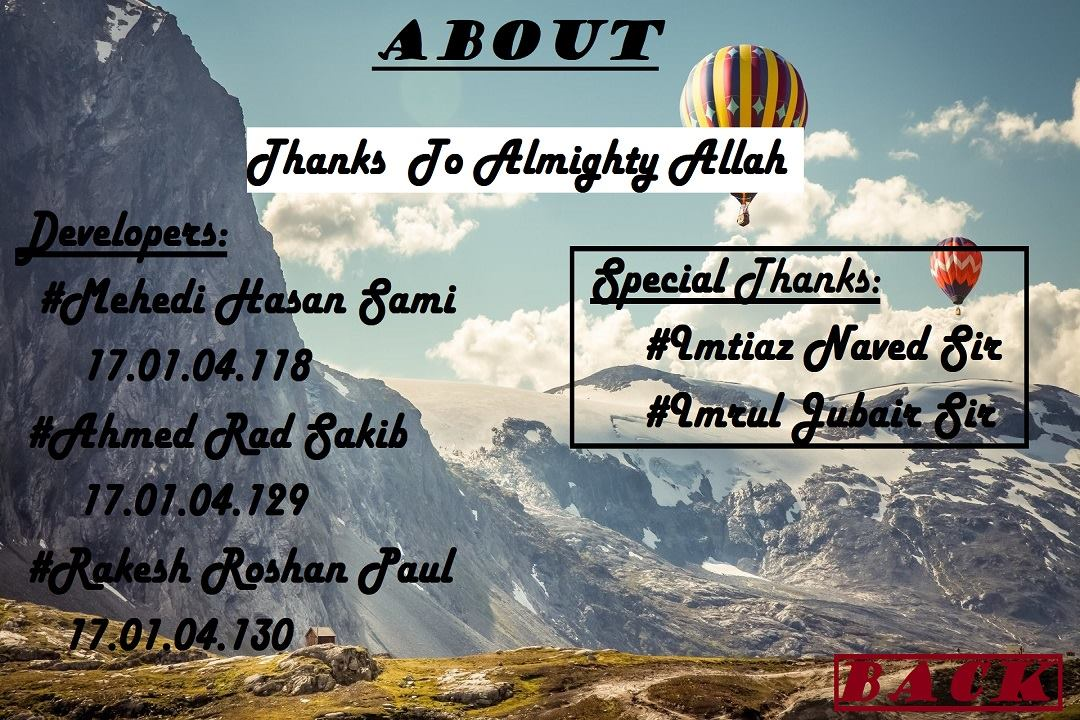 ABOUT
Thanks To Almighty Allah
Developers:
#Mehedi Hasan Sami
17.01.04.118
#Ahmed Rad Sakib
17.01.04.129
#Rakesh Roshan Paul
17.01.04.130
Special Thanks:
#Imtiaz Naved Sir
#Imrul Jubair Sir
BACK